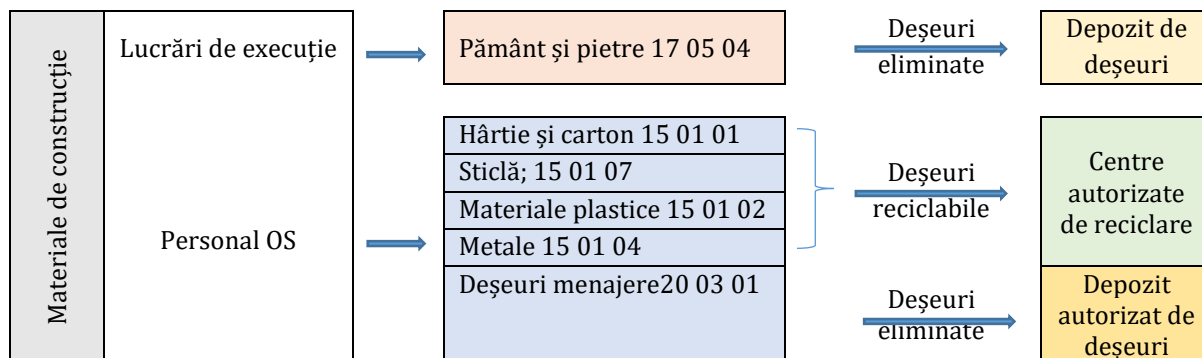 Materiale de construcție
Lucrări de execuție
Pământ și pietre 17 05 04
Deșeuri
eliminate
Depozit de
deșeuri
Personal OS
Hârtie și carton 15 01 01
Sticlă; 15 01 07
Materiale plastice 15 01 02
Metale 15 01 04
Deșeuri menajere20 03 01
Deșeuri
reciclabile
Centre
autorizate
de reciclare
Deșeuri
eliminate
Depozit
autorizat de
deșeuri